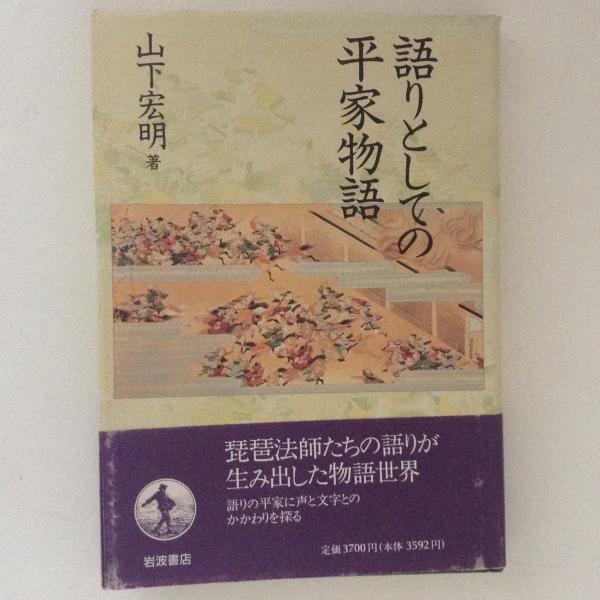 語りとしての
平家物語
山下宏明 著
琵琶法師たちの語りが
生み出した物語世界
語りの平家に声と文字との
かかわりを探る
岩波書店
定価3700円(本体 3592円)